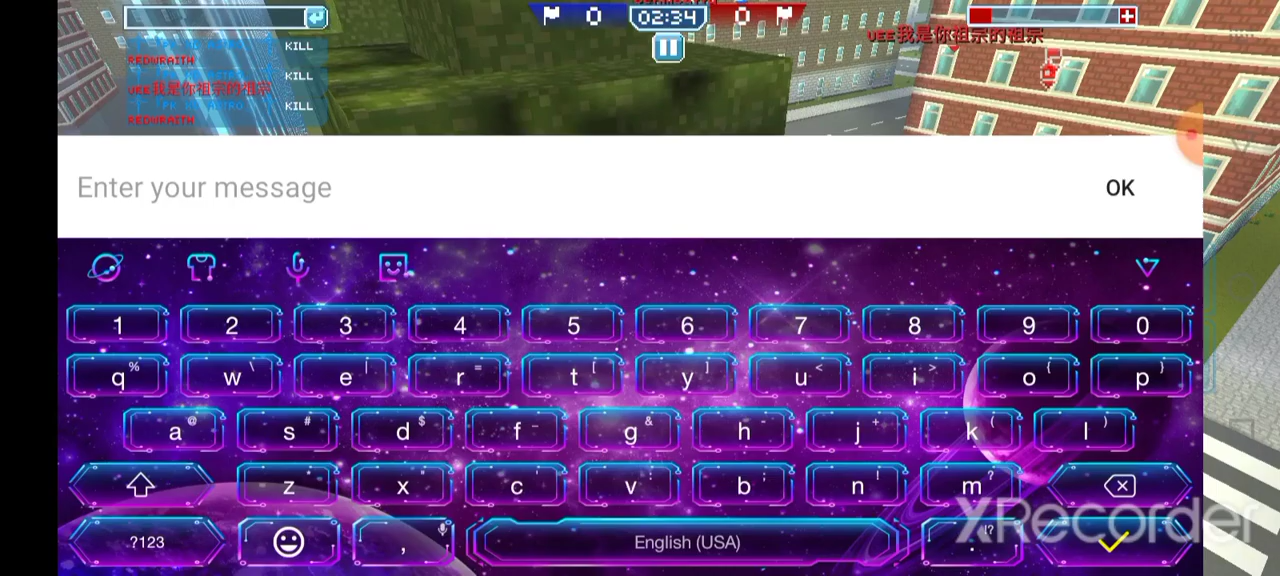 0 02:34 0
KILL
REDWRAITH
KILL
UEE我是你祖宗的祖宗
KILL
REDWRAITH
UEE我是你祖宗的祖宗
Enter your message OK
1 2 3 4 5 6 7 8 9 0
q % w \ e | r = t [ y ] u < i > o { p }
a @ s # d $ f _ g & h - j + k ( l )
z * x " c ' v : b ; n ! m ?
?123 , English (USA) . !?
XRecorder